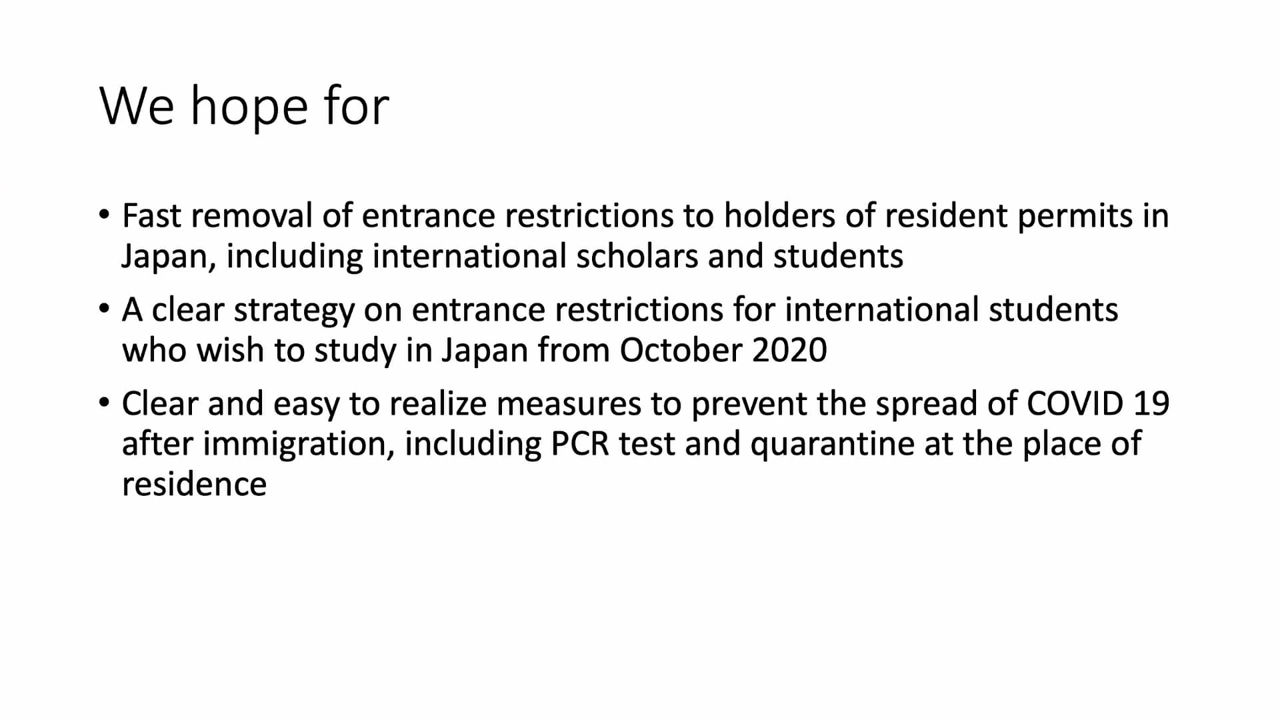 We hope for
• Fast removal of entrance restrictions to holders of resident permits in
Japan, including international scholars and students
• A clear strategy on entrance restrictions for international students
who wish to study in Japan from October 2020
• Clear and easy to realize measures to prevent the spread of COVID 19
after immigration, including PCR test and quarantine at the place of
residence